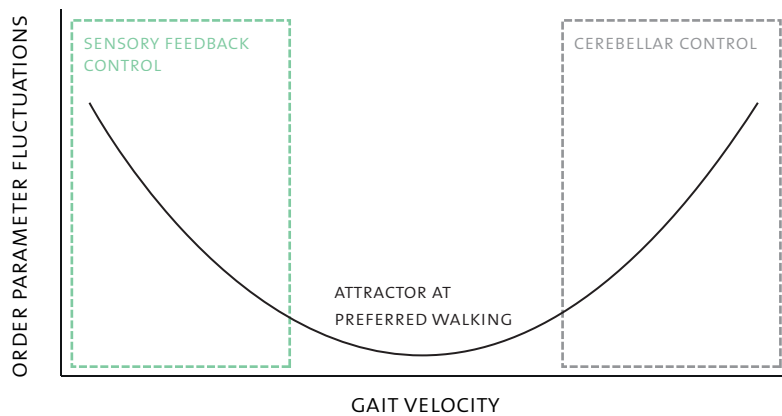 ORDER PARAMETER FLUCTUATIONS
SENSORY FEEDBACK
CONTROL
CEREBELLAR CONTROL
ATTRACTOR AT
PREFERRED WALKING
GAIT VELOCITY